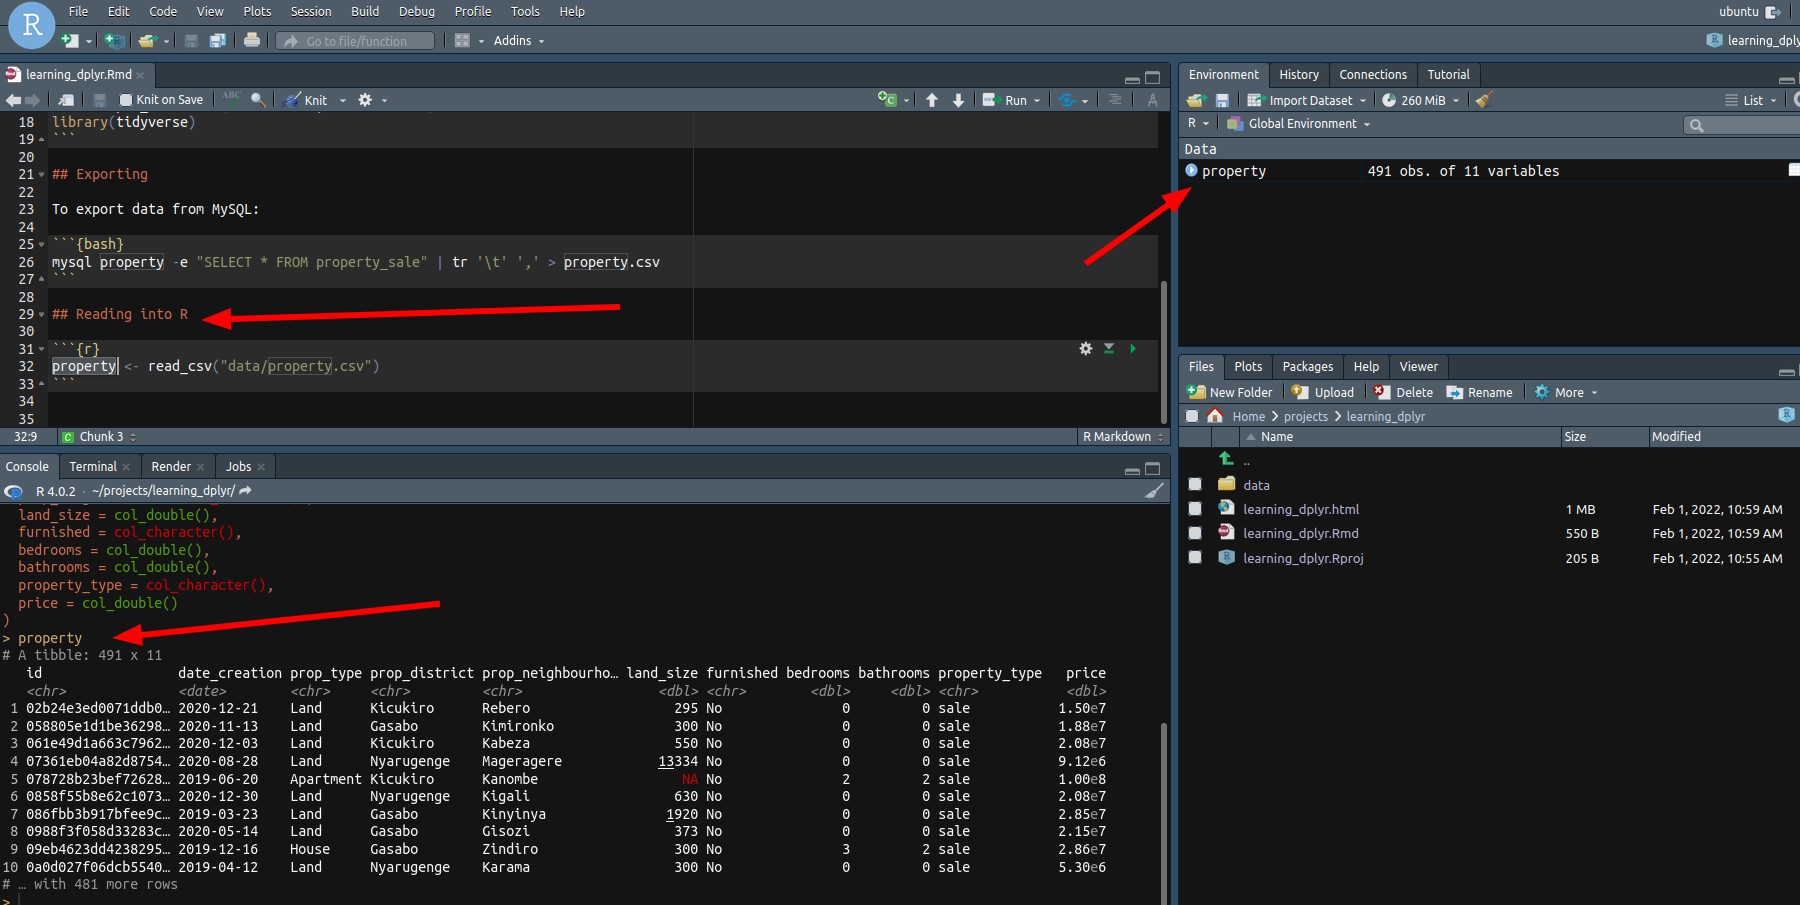 File Edit Code View Plots Session Build Debug Profile Tools Help
ubuntu
R
Go to file/function
Addins
learning_dply
learning_dplyr.Rmd
Knit on Save
ABC
Knit
Run
18 library(tidyverse)
19 ```
20
21 ## Exporting
22
23 To export data from MySQL:
24
25 ```{bash}
26 mysql property -e "SELECT * FROM property_sale" | tr '\t' ',' > property.csv
27 ```
28
29 ## Reading into R
30
31 ```{r}
32 property <- read_csv("data/property.csv")
33 ```
34
35
32:9 Chunk 3 R Markdown
Console Terminal Render Jobs
R 4.0.2 · ~/projects/learning_dplyr/
land_size = col_double(),
furnished = col_character(),
bedrooms = col_double(),
bathrooms = col_double(),
property_type = col_character(),
price = col_double()
)
> property
# A tibble: 491 x 11
id date_creation prop_type prop_district prop_neighbourho… land_size furnished bedrooms bathrooms property_type price
<chr> <date> <chr> <chr> <chr> <dbl> <chr> <dbl> <dbl> <chr> <dbl>
1 02b24e3ed0071ddb0… 2020-12-21 Land Kicukiro Rebero 295 No 0 0 sale 1.50e7
2 058805e1d1be36298… 2020-11-13 Land Gasabo Kimironko 300 No 0 0 sale 1.88e7
3 061e49d1a663c7962… 2020-12-03 Land Kicukiro Kabeza 550 No 0 0 sale 2.08e7
4 07361eb04a82d8754… 2020-08-28 Land Nyarugenge Mageragere 13334 No 0 0 sale 9.12e6
5 078728b23bef72628… 2019-06-20 Apartment Kicukiro Kanombe NA No 2 2 sale 1.00e8
6 0858f55b8e62c1073… 2020-12-30 Land Nyarugenge Kigali 630 No 0 0 sale 2.08e7
7 086fbb3b917bfee9c… 2019-03-23 Land Gasabo Kinyinya 1920 No 0 0 sale 2.85e7
8 0988f3f058d33283c… 2020-05-14 Land Gasabo Gisozi 373 No 0 0 sale 2.15e7
9 09eb4623dd4238295… 2019-12-16 House Gasabo Zindiro 300 No 3 2 sale 2.86e7
10 0a0d027f06dcb5540… 2019-04-12 Land Nyarugenge Karama 300 No 0 0 sale 5.30e6
# … with 481 more rows
>
Environment History Connections Tutorial
Import Dataset 260 MiB List
R Global Environment
Data
property 491 obs. of 11 variables
Files Plots Packages Help Viewer
New Folder Upload Delete Rename More
Home > projects > learning_dplyr
Name Size Modified
..
data
learning_dplyr.html 1 MB Feb 1, 2022, 10:59 AM
learning_dplyr.Rmd 550 B Feb 1, 2022, 10:59 AM
learning_dplyr.Rproj 205 B Feb 1, 2022, 10:55 AM